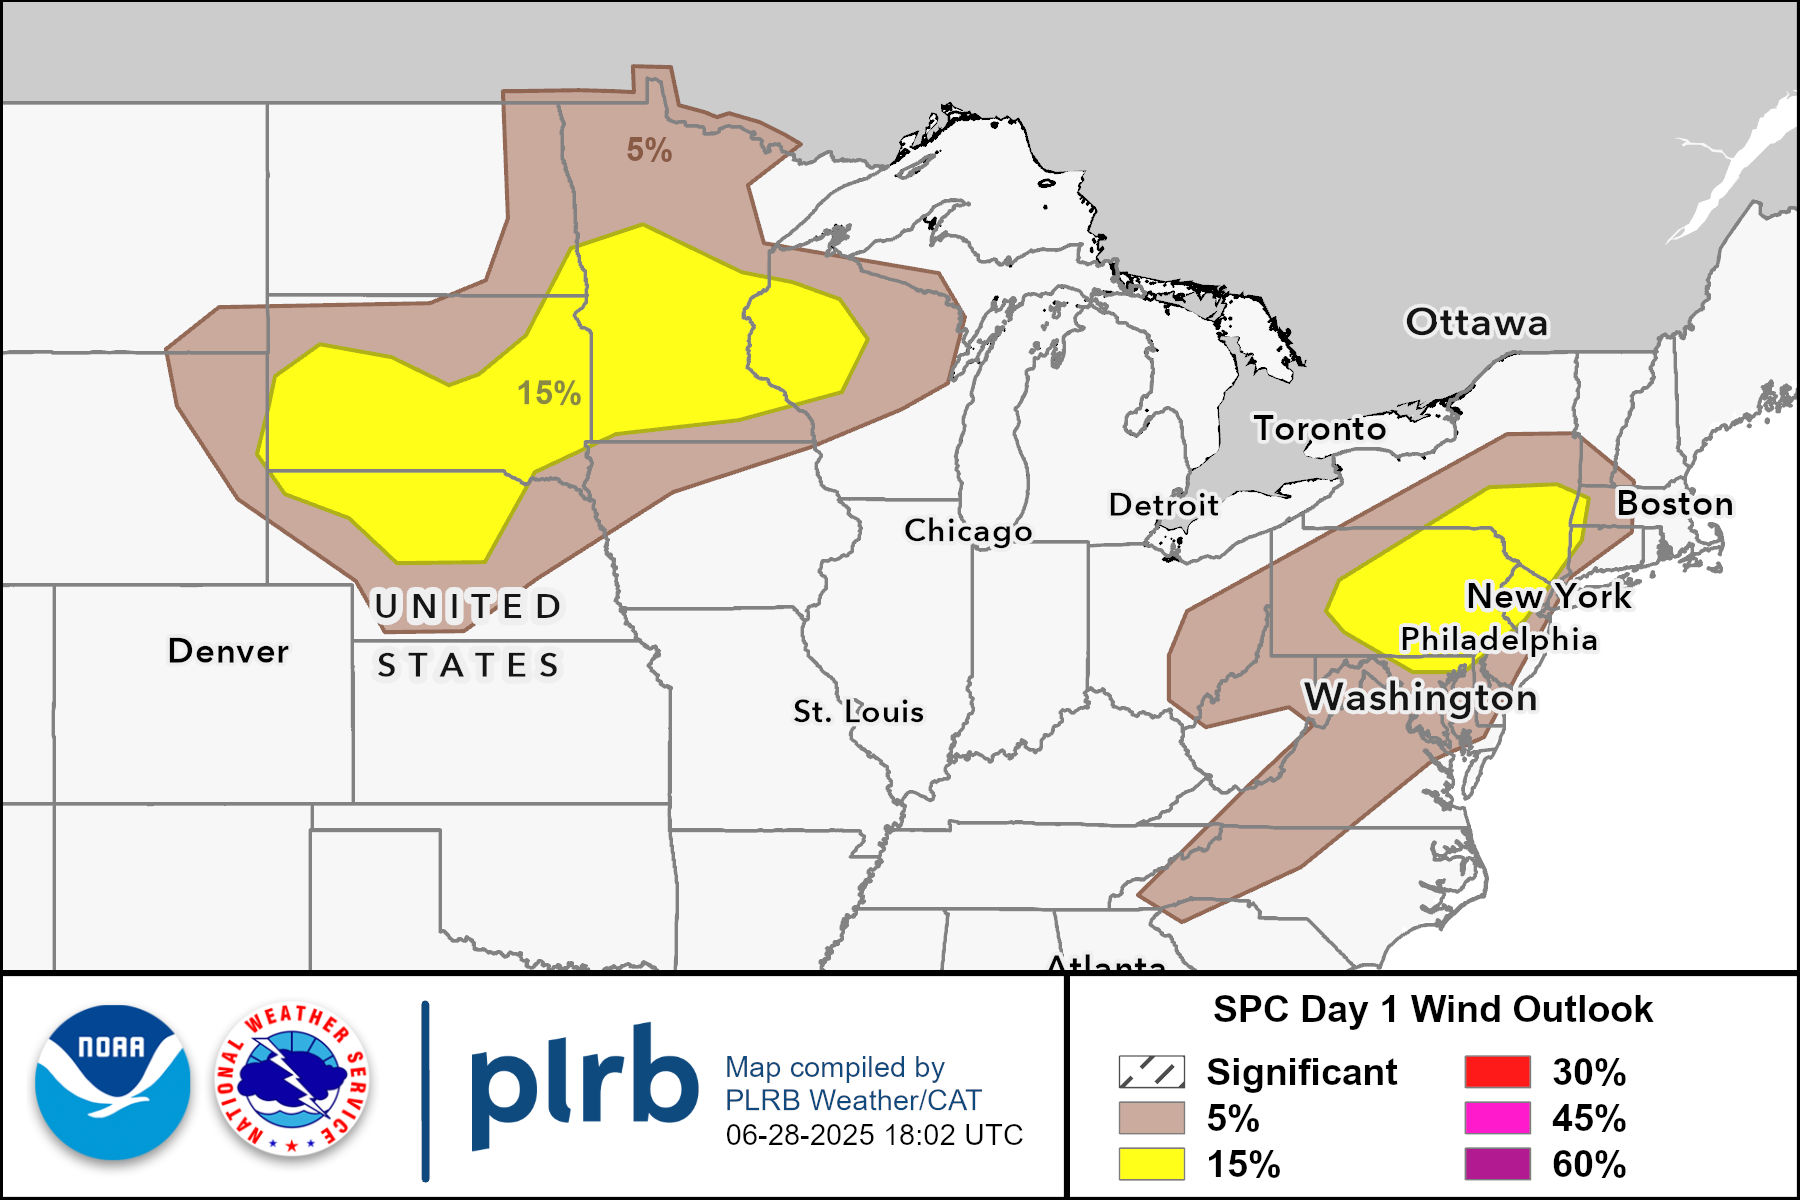 5%
Ottawa
15%
Toronto
Detroit
Boston
Chicago
New York
UNITED
Philadelphia
Denver
STATES
Washington
St. Louis
Atlanta
NOAA
NATIONAL WEATHER SERVICE
plrb
Map compiled by
PLRB Weather/CAT
06-28-2025 18:02 UTC
SPC Day 1 Wind Outlook
Significant
5%
15%
30%
45%
60%